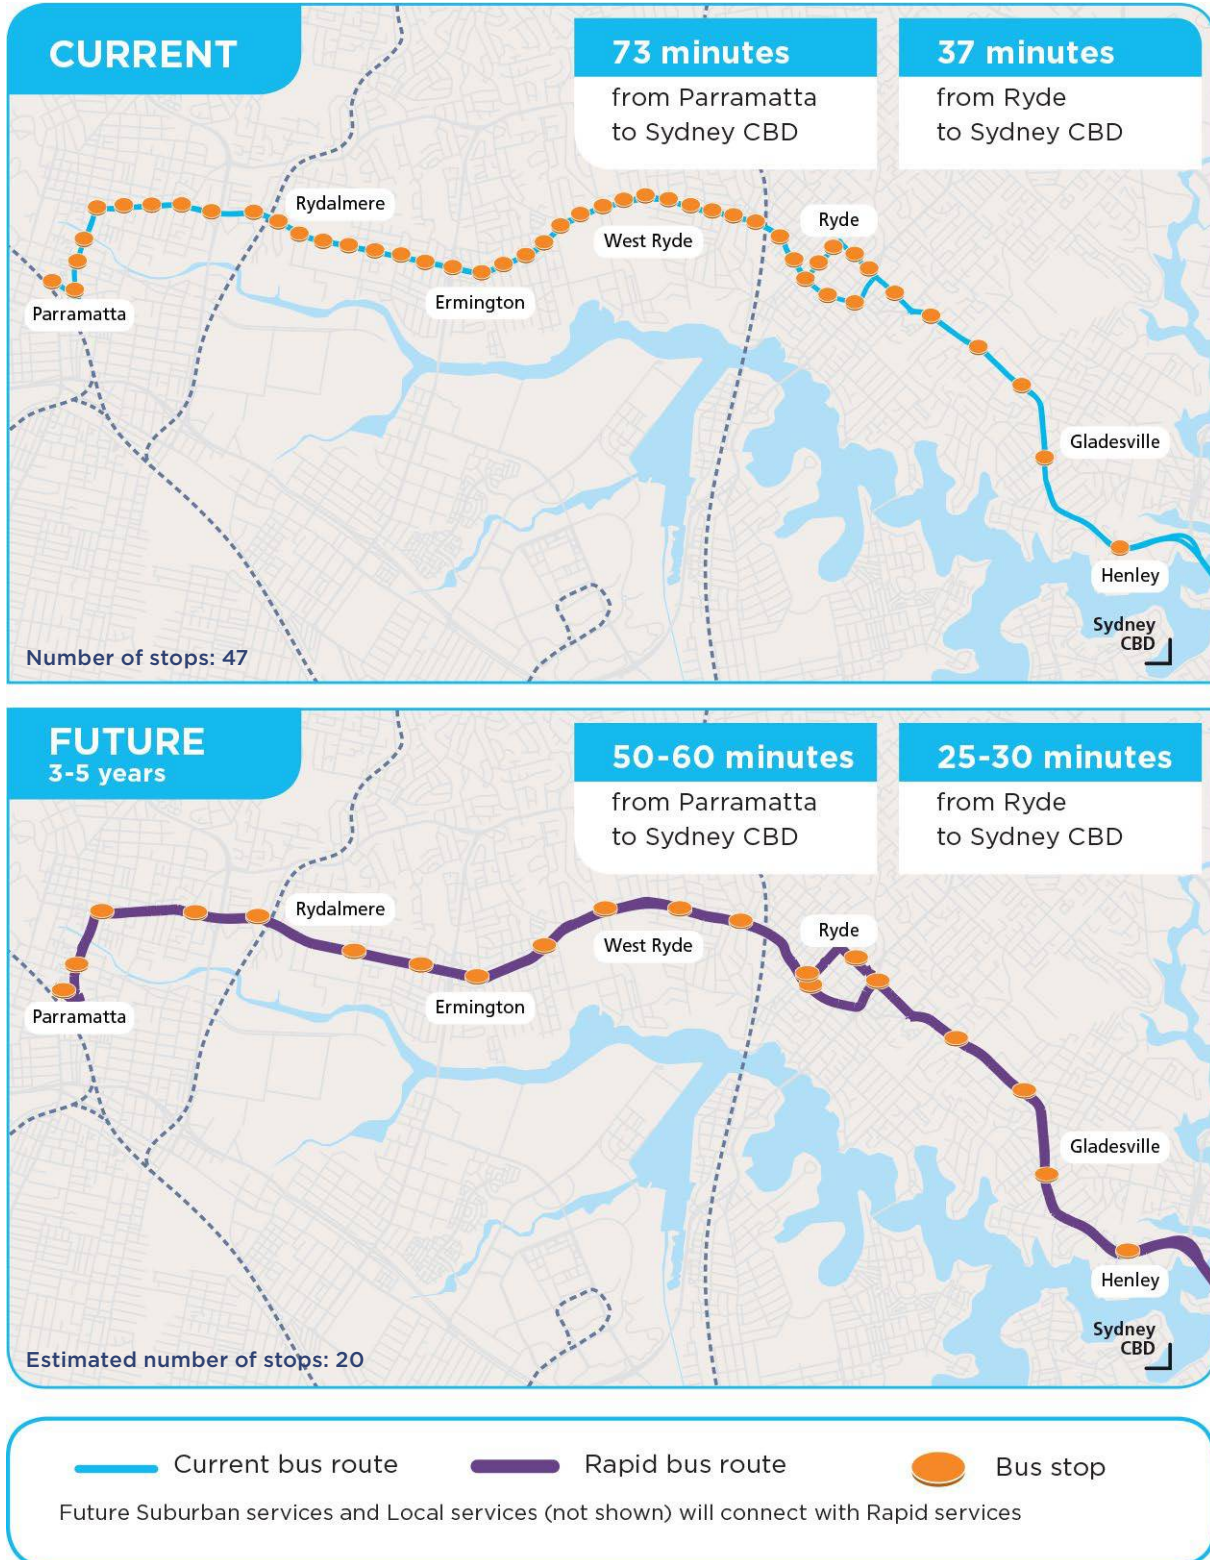 CURRENT
73 minutes
from Parramatta
to Sydney CBD
37 minutes
from Ryde
to Sydney CBD
Rydalmere
Ryde
West Ryde
Ermington
Parramatta
Gladesville
Henley
Sydney
CBD
Number of stops: 47
FUTURE
3-5 years
50-60 minutes
from Parramatta
to Sydney CBD
25-30 minutes
from Ryde
to Sydney CBD
Rydalmere
Ryde
West Ryde
Ermington
Parramatta
Gladesville
Henley
Sydney
CBD
Estimated number of stops: 20
Current bus route
Rapid bus route
Bus stop
Future Suburban services and Local services (not shown) will connect with Rapid services